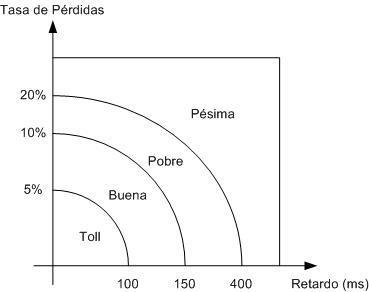 Tasa de Pérdidas
20%
Pésima
10%
Pobre
5%
Buena
Toll
100 150 400 Retardo (ms)